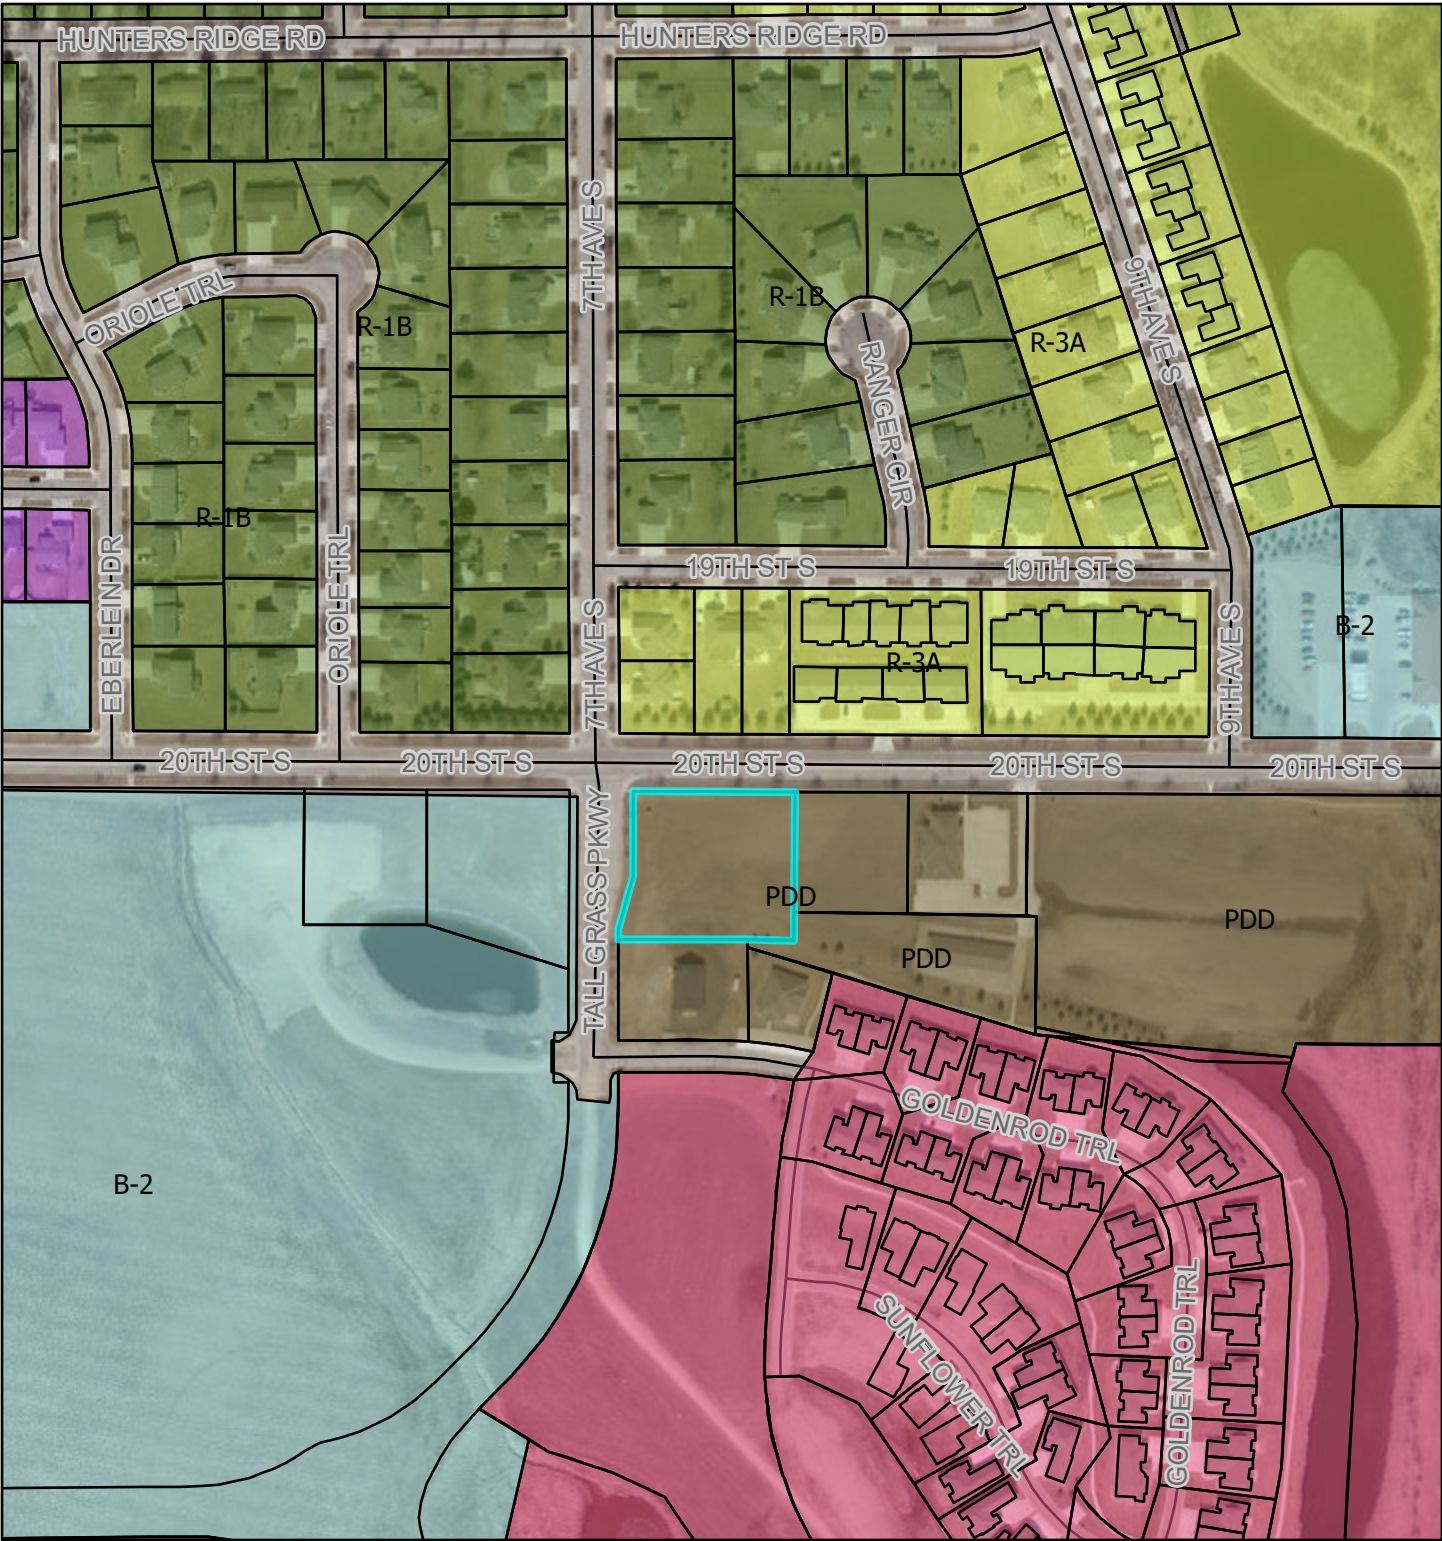 HUNTERS RIDGE RD
HUNTERS RIDGE RD
7TH AVE S
9TH AVE S
ORIOLE TRL
R-1B
R-1B
R-3A
RANGER CIR
R-1B
EBERLEIN DR
ORIOLE TRL
7TH AVE S
19TH ST S
19TH ST S
R-3A
9TH AVE S
B-2
20TH ST S
20TH ST S
20TH ST S
20TH ST S
20TH ST S
TALL GRASS PKWY
PDD
PDD
PDD
GOLDENROD TRL
B-2
SUNFLOWER TRL
GOLDENROD TRL